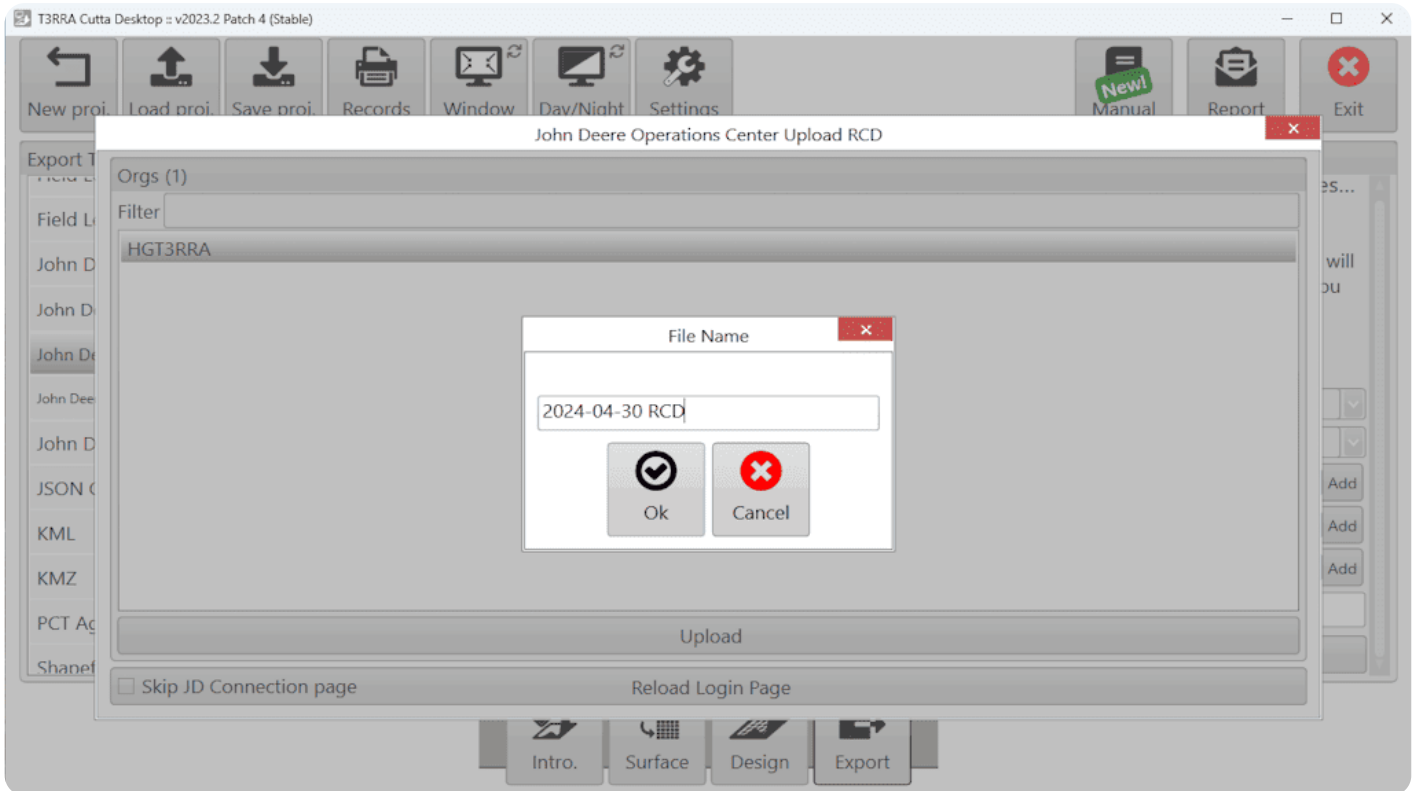 T3RRA Cutta Desktop :: v2023.2 Patch 4 (Stable)
New proj. Load proj. Save proj. Records Window Day/Night Settings New! Manual Report Exit
John Deere Operations Center Upload RCD
Export
Orgs (1)
es...
Field L
Filter
HGT3RRA
John D
will
John D
ou
File Name
John De
2024-04-30 RCD
John Dee
John D
JSON
Add
Ok Cancel
KML
Add
KMZ
Add
PCT Ag
Upload
Shapef
Skip JD Connection page
Reload Login Page
Intro. Surface Design Export